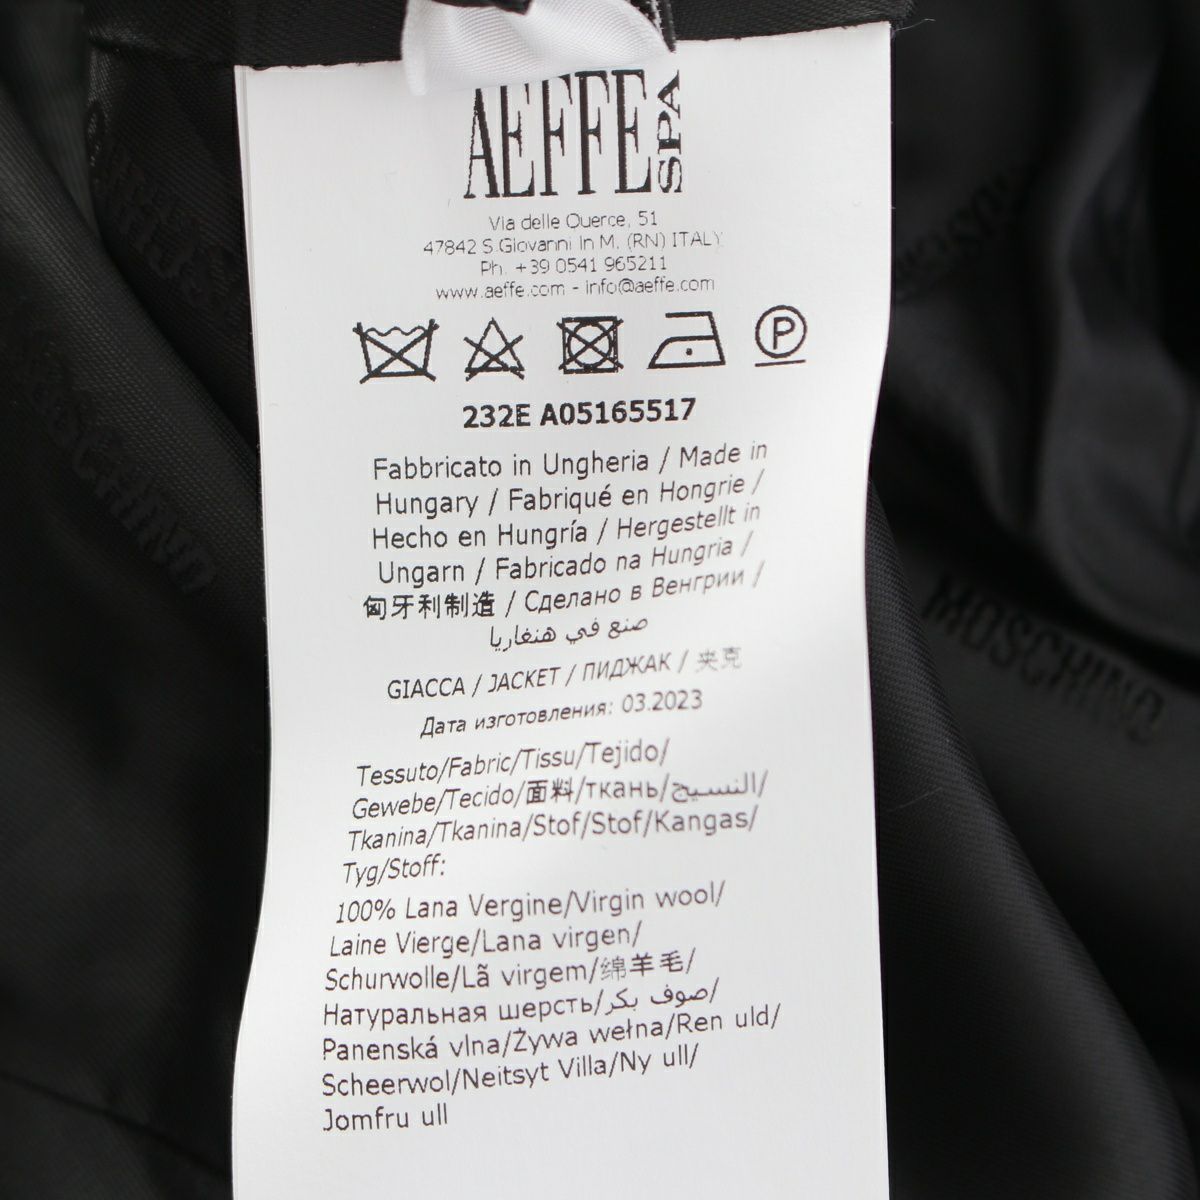 AEFFE SPA
Via delle Querce, 51
47842 S.Giovanni in M. (RN) ITALY
Ph. +39 0541 965211
www.aeffe.com - info@aeffe.com
P
232E A05165517
Fabbricato in Ungheria / Made in
Hungary / Fabriqué en Hongrie /
Hecho en Hungría / Hergestellt in
Ungarn / Fabricado na Hungria /
匈牙利制造 / Сделано в Венгрии /
صنع في هنغاريا
GIACCA / JACKET / ПИДЖАК / 夹克
Дата изготовления: 03.2023
Tessuto/Fabric/Tissu/Tejido/
Gewebe/Tecido/面料/ткань/النسيج/
Tkanina/Tkanina/Stof/Stof/Kangas/
Tyg/Stoff:
100% Lana Vergine/Virgin wool/
Laine Vierge/Lana virgen/
Schurwolle/Lã virgem/绵羊毛/
Натуральная шерсть/صوف بكر/
Panenská vlna/Żywa wełna/Ren uld/
Scheerwol/Neitsyt Villa/Ny ull/
Jomfru ull
MOSCHINO
MOSCHINO